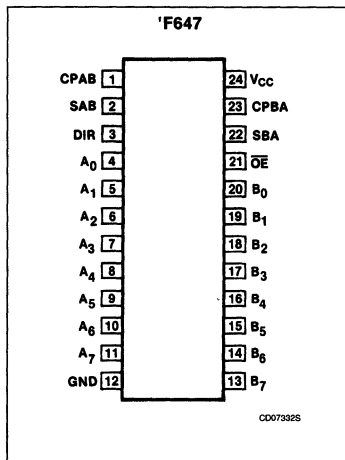 'F647
CPAB 1 24 VCC
SAB 2 23 CPBA
DIR 3 22 SBA
A0 4 21 OE
A1 5 20 B0
A2 6 19 B1
A3 7 18 B2
A4 8 17 B3
A5 9 16 B4
A6 10 15 B5
A7 11 14 B6
GND 12 13 B7
CD07332S